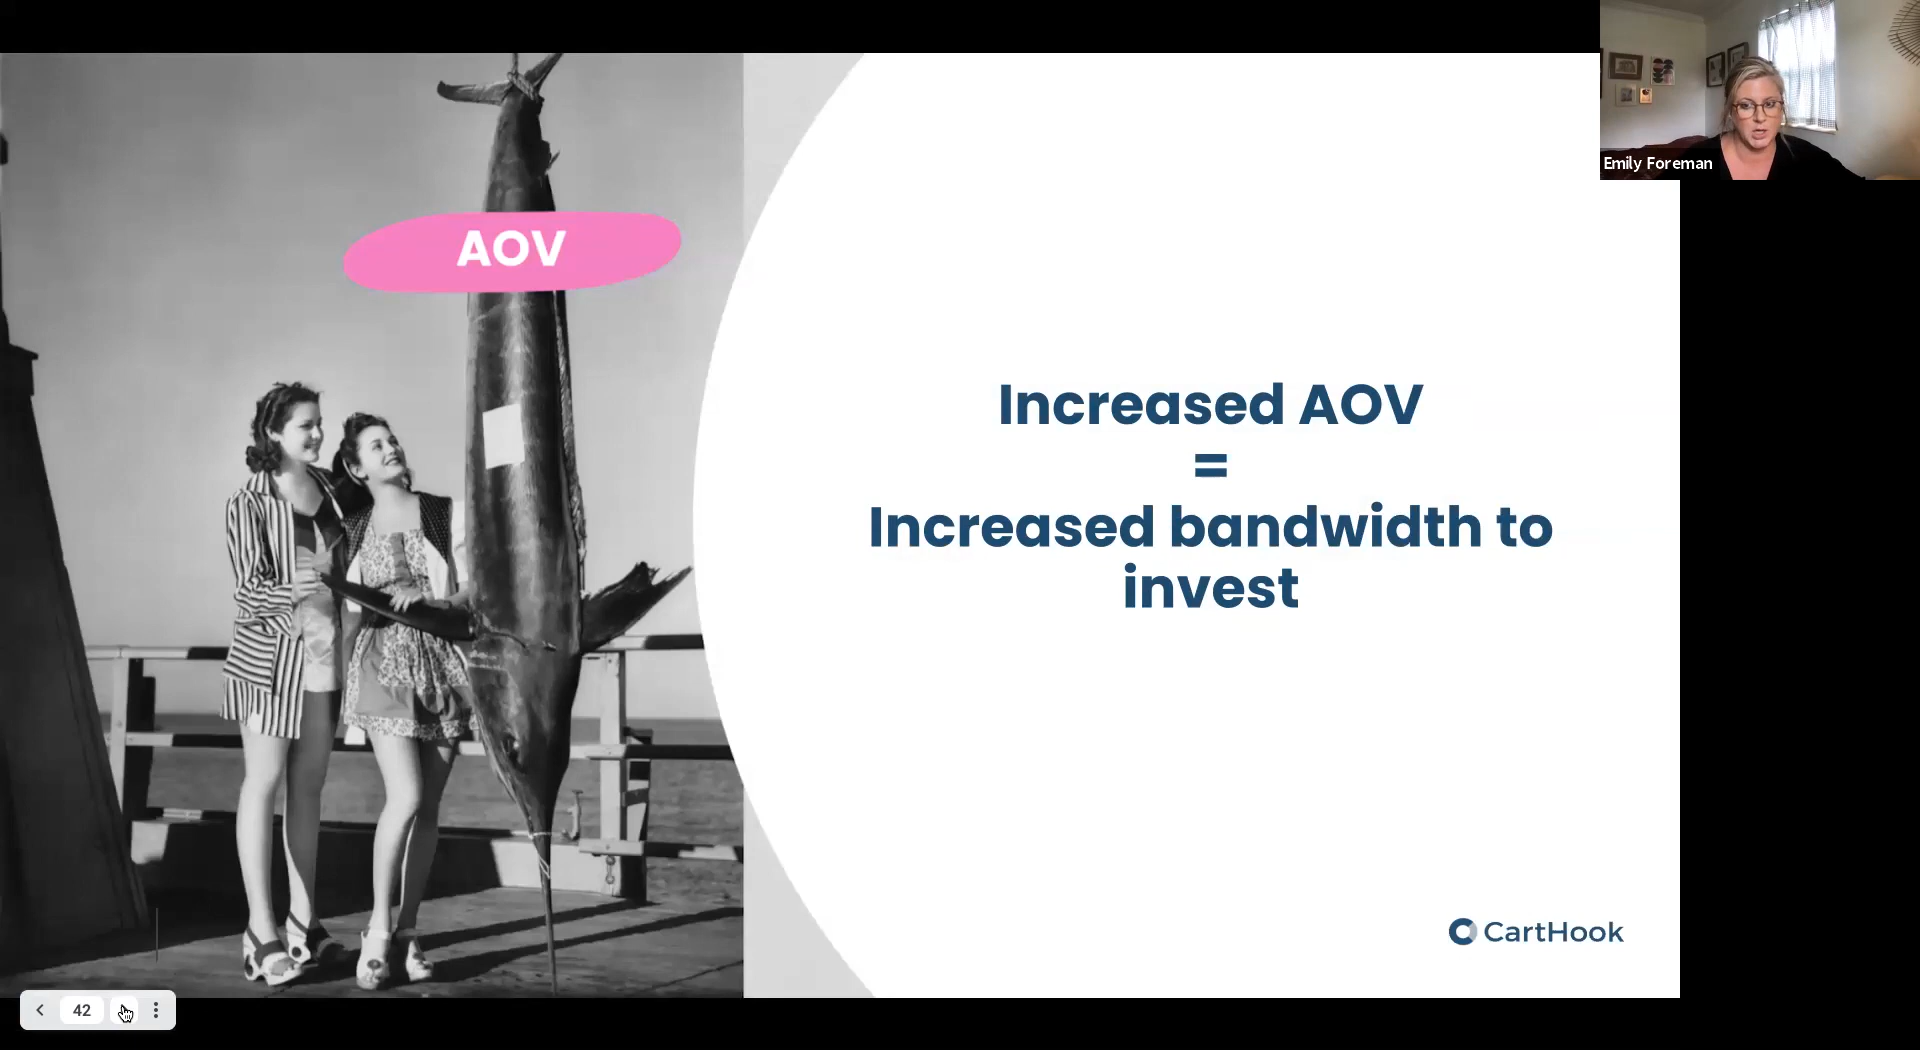 Emily Foreman
AOV
Increased AOV
=
Increased bandwidth to
invest
CartHook
42